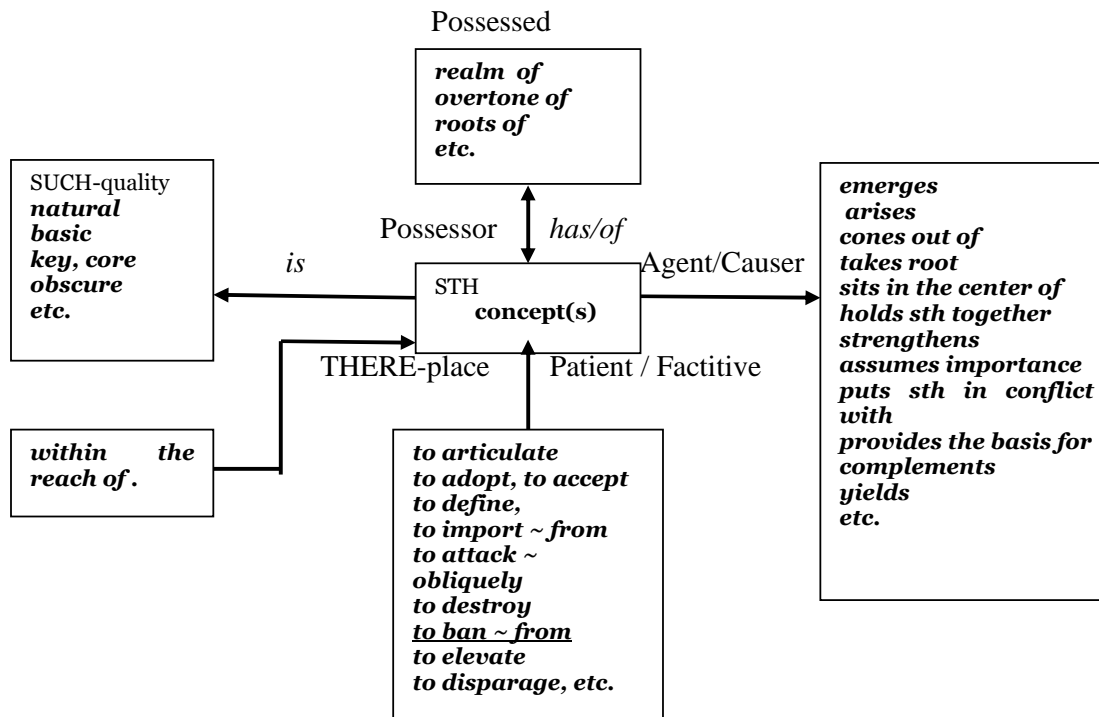 Possessed
realm of
overtone of
roots of
etc.
SUCH-quality
natural
basic
key, core
obscure
etc.
Possessor
has/of
is
Agent/Causer
STH
concept(s)
emerges
arises
cones out of
takes root
sits in the center of
holds sth together
strengthens
assumes importance
puts sth in conflict
with
provides the basis for
complements
yields
etc.
THERE-place
Patient / Factitive
within the
reach of .
to articulate
to adopt, to accept
to define,
to import ~ from
to attack ~
obliquely
to destroy
to ban ~ from
to elevate
to disparage, etc.